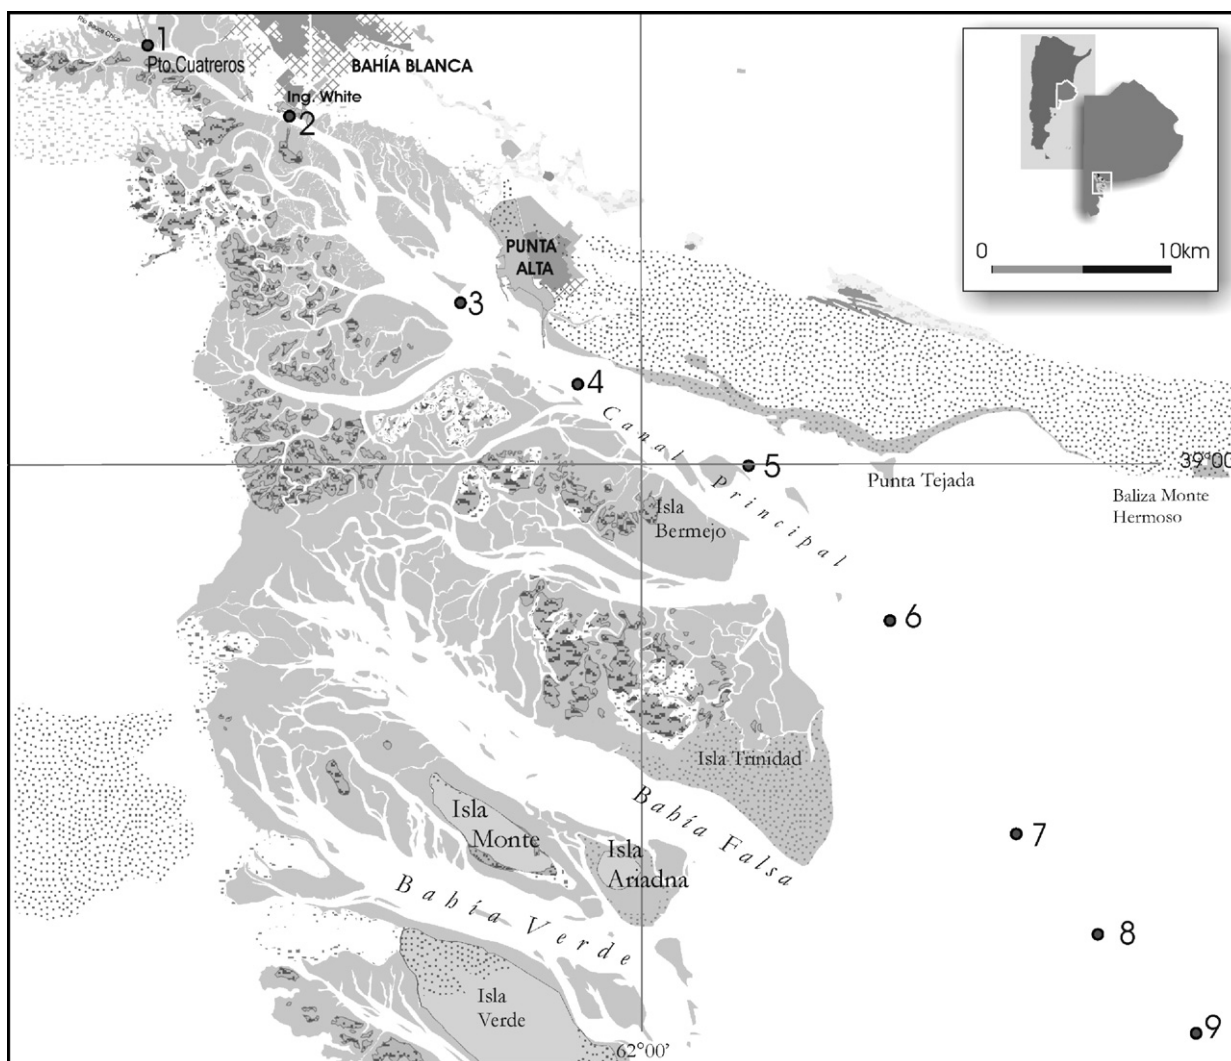 1
Pto. Cuatreros
BAHÍA BLANCA
Ing. White
2
0
10km
PUNTA
ALTA
3
4
Canal Principal
5
39°00'
Punta Tejada
Baliza Monte
Hermoso
Isla
Bermejo
6
Isla Trinidad
Bahía Falsa
Isla
Monte
7
Isla
Ariadna
Bahía Verde
8
Isla
Verde
9
62°00'